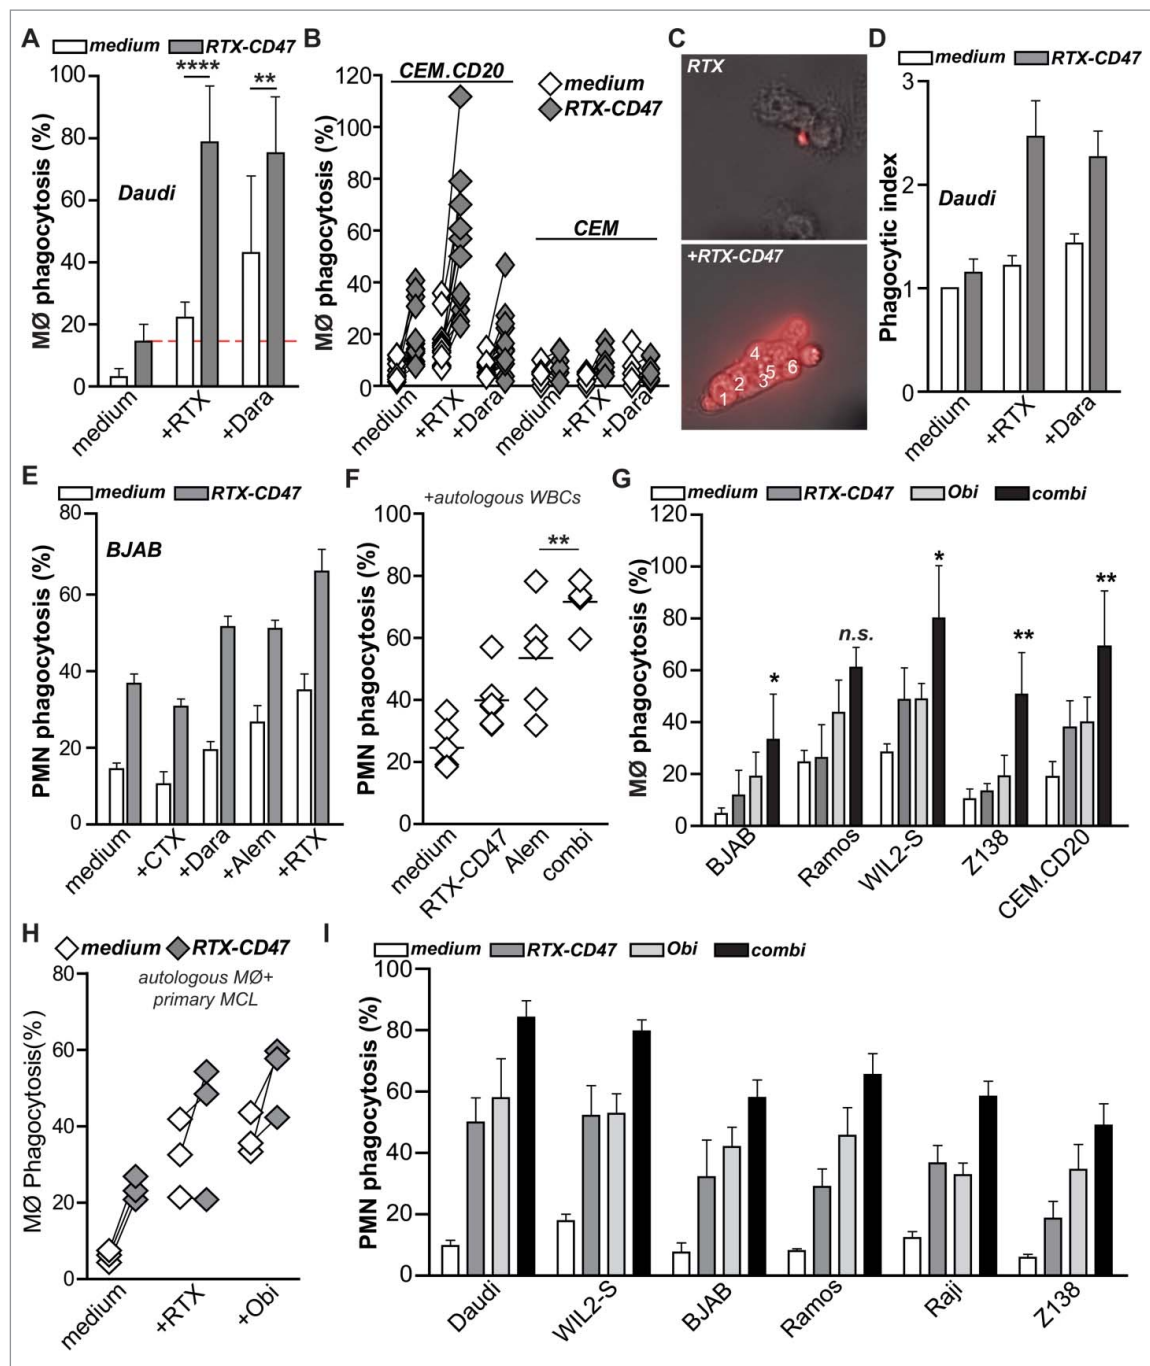 A
medium RTX-CD47
MØ phagocytosis (%)
100
80
60
40
20
0
****
**
Daudi
medium
+RTX
+Dara
B
CEM.CD20
medium
RTX-CD47
MØ phagocytosis (%)
120
100
80
60
40
20
0
CEM
medium
+RTX
+Dara
medium
+RTX
+Dara
C
RTX
+RTX-CD47
1
2
3
4
5
6
D
medium RTX-CD47
Phagocytic index
3
2
1
0
Daudi
medium
+RTX
+Dara
E
medium RTX-CD47
PMN phagocytosis (%)
80
60
40
20
0
BJAB
medium
+CTX
+Dara
+Alem
+RTX
F
+autologous WBCs
PMN phagocytosis (%)
100
80
60
40
20
0
**
medium
RTX-CD47
Alem
combi
G
medium RTX-CD47 Obi combi
MØ phagocytosis (%)
120
100
80
60
40
20
0
*
n.s.
*
**
**
BJAB
Ramos
WIL2-S
Z138
CEM.CD20
H
medium RTX-CD47
autologous MØ+
primary MCL
MØ Phagocytosis(%)
80
60
40
20
0
medium
+RTX
+Obi
I
medium RTX-CD47 Obi combi
PMN phagocytosis (%)
100
80
60
40
20
0
Daudi
WIL2-S
BJAB
Ramos
Raji
Z138